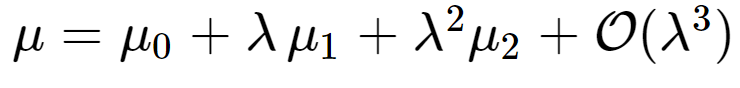 μ = μ₀ + λ μ₁ + λ²μ₂ + 𝒪(λ³)